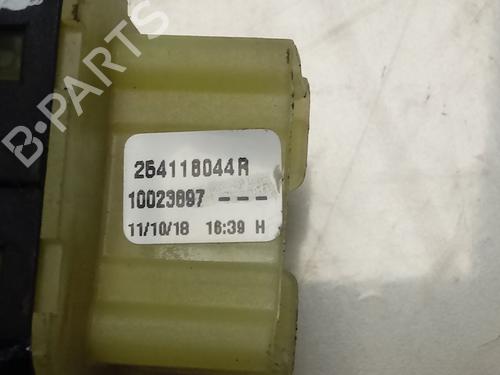 B-PARTS
254118044R
10023897 ---
11/10/18 16:39 H